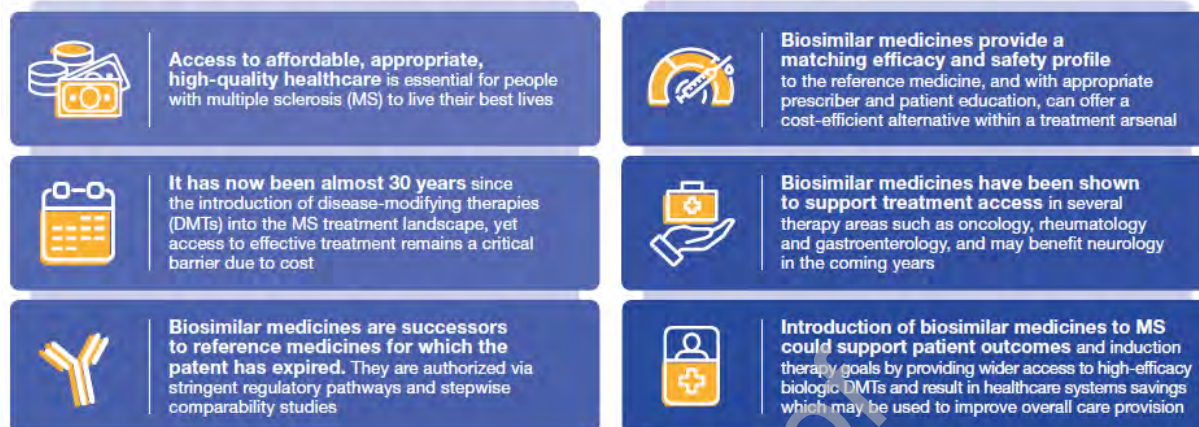 Access to affordable, appropriate,
high-quality healthcare is essential for people
with multiple sclerosis (MS) to live their best lives
It has now been almost 30 years since
the introduction of disease-modifying therapies
(DMTs) into the MS treatment landscape, yet
access to effective treatment remains a critical
barrier due to cost
Biosimilar medicines are successors
to reference medicines for which the
patent has expired. They are authorized via
stringent regulatory pathways and stepwise
comparability studies
Biosimilar medicines provide a
matching efficacy and safety profile
to the reference medicine, and with appropriate
prescriber and patient education, can offer a
cost-efficient alternative within a treatment arsenal
Biosimilar medicines have been shown
to support treatment access in several
therapy areas such as oncology, rheumatology
and gastroenterology, and may benefit neurology
in the coming years
Introduction of biosimilar medicines to MS
could support patient outcomes and induction
therapy goals by providing wider access to high-efficacy
biologic DMTs and result in healthcare systems savings
which may be used to improve overall care provision